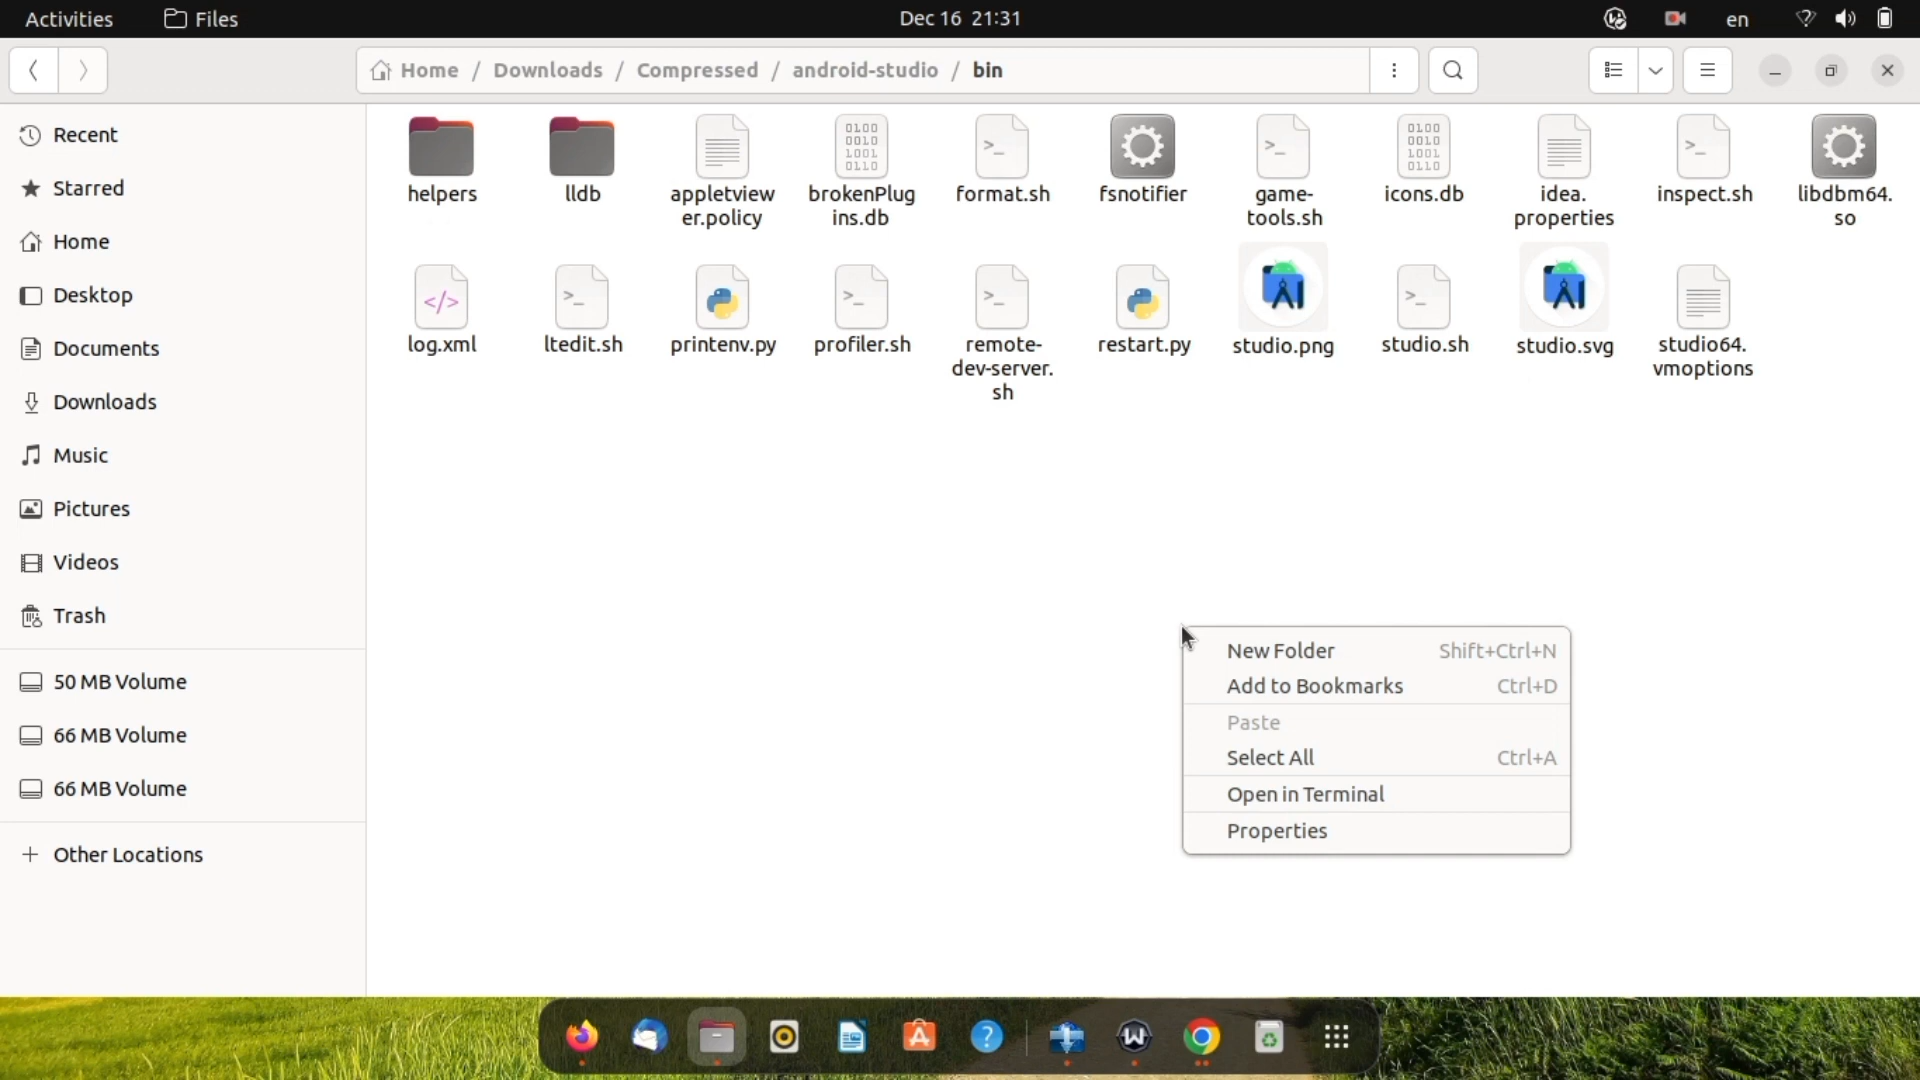 Activities Files Dec 16 21:31 en
Home / Downloads / Compressed / android-studio / bin
Recent
Starred
Home
Desktop
Documents
Downloads
Music
Pictures
Videos
Trash
50 MB Volume
66 MB Volume
66 MB Volume
Other Locations
helpers
lldb
appletview
er.policy
brokenPlug
ins.db
format.sh
fsnotifier
game-
tools.sh
icons.db
idea.
properties
inspect.sh
libdbm64.
so
log.xml
ltedit.sh
printenv.py
profiler.sh
remote-
dev-server.
sh
restart.py
studio.png
studio.sh
studio.svg
studio64.
vmoptions
New Folder Shift+Ctrl+N
Add to Bookmarks Ctrl+D
Paste
Select All Ctrl+A
Open in Terminal
Properties